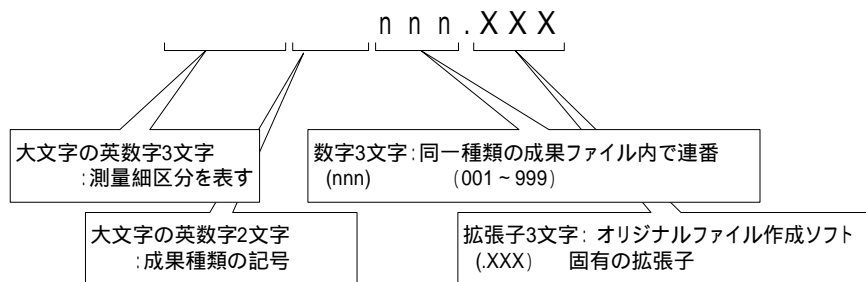 nnn.XXX
大文字の英数字3文字
:測量細区分を表す
数字3文字:同一種類の成果ファイル内で連番
(nnn) (001~999)
大文字の英数字2文字
:成果種類の記号
拡張子3文字: オリジナルファイル作成ソフト
(.XXX) 固有の拡張子